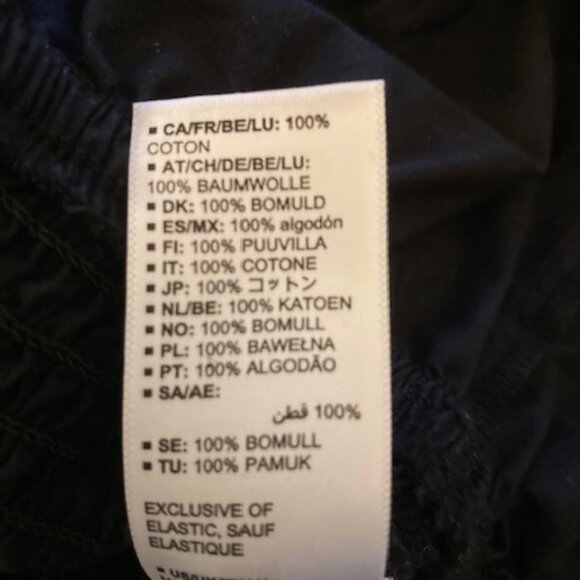 ▪ CA/FR/BE/LU: 100%
COTON
▪ AT/CH/DE/BE/LU:
100% BAUMWOLLE
▪ DK: 100% BOMULD
▪ ES/MX: 100% algodón
▪ FI: 100% PUUVILLA
▪ IT: 100% COTONE
▪ JP: 100% コットン
▪ NL/BE: 100% KATOEN
▪ NO: 100% BOMULL
▪ PL: 100% BAWEŁNA
▪ PT: 100% ALGODÃO
▪ SA/AE:
100% قطن
▪ SE: 100% BOMULL
▪ TU: 100% PAMUK
EXCLUSIVE OF
ELASTIC, SAUF
ELASTIQUE